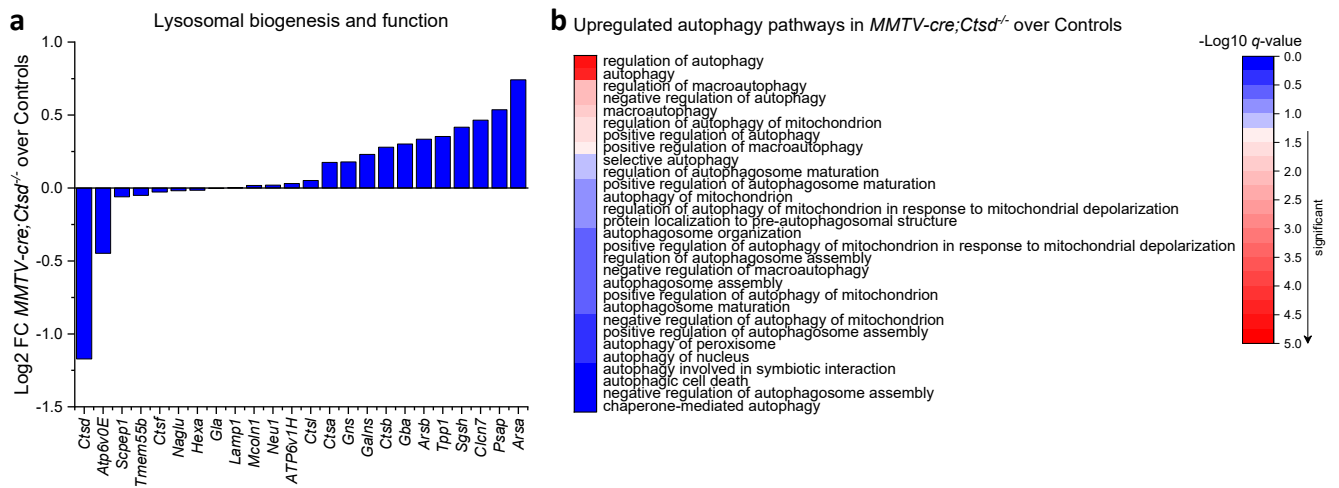 a
Lysosomal biogenesis and function
Log2 FC MMTV-cre;Ctsd-/- over Controls
1.0
0.5
0.0
-0.5
-1.0
-1.5
Ctsd
Atp6v0E
Scpep1
Tmem55b
Ctsf
Naglu
Hexa
Gla
Lamp1
Mcoln1
Neu1
ATP6v1H
Ctsl
Ctsa
Gns
Galns
Ctsb
Gba
Arsb
Tpp1
Sgsh
Clcn7
Psap
Arsa
b
Upregulated autophagy pathways in MMTV-cre;Ctsd-/- over Controls
regulation of autophagy
autophagy
regulation of macroautophagy
negative regulation of autophagy
macroautophagy
regulation of autophagy of mitochondrion
positive regulation of autophagy
positive regulation of macroautophagy
selective autophagy
regulation of autophagosome maturation
positive regulation of autophagosome maturation
autophagy of mitochondrion
regulation of autophagy of mitochondrion in response to mitochondrial depolarization
protein localization to pre-autophagosomal structure
autophagosome organization
positive regulation of autophagy of mitochondrion in response to mitochondrial depolarization
regulation of autophagosome assembly
negative regulation of macroautophagy
autophagosome assembly
positive regulation of autophagy of mitochondrion
autophagosome maturation
negative regulation of autophagy of mitochondrion
positive regulation of autophagosome assembly
autophagy of peroxisome
autophagy of nucleus
autophagy involved in symbiotic interaction
autophagic cell death
negative regulation of autophagosome assembly
chaperone-mediated autophagy
-Log10 q-value
0.0
0.5
1.0
1.5
2.0
2.5
3.0
3.5
4.0
4.5
5.0
significant